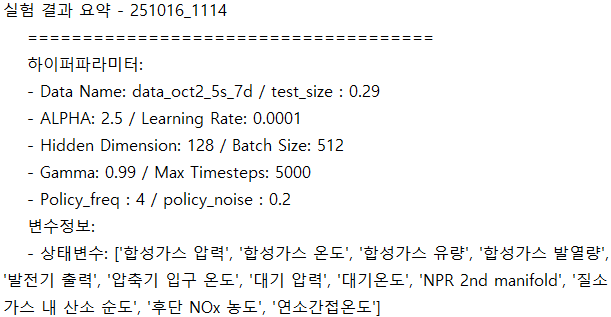 실험 결과 요약 - 251016_1114
=====================================
하이퍼파라미터:
- Data Name: data_oct2_5s_7d / test_size : 0.29
- ALPHA: 2.5 / Learning Rate: 0.0001
- Hidden Dimension: 128 / Batch Size: 512
- Gamma: 0.99 / Max Timesteps: 5000
- Policy_freq : 4 / policy_noise : 0.2
변수정보:
- 상태변수: ['합성가스 압력', '합성가스 온도', '합성가스 유량', '합성가스 발열량',
'발전기 출력', '압축기 입구 온도', '대기 압력', '대기온도', 'NPR 2nd manifold', '질소
가스 내 산소 순도', '후단 NOx 농도', '연소간접온도']